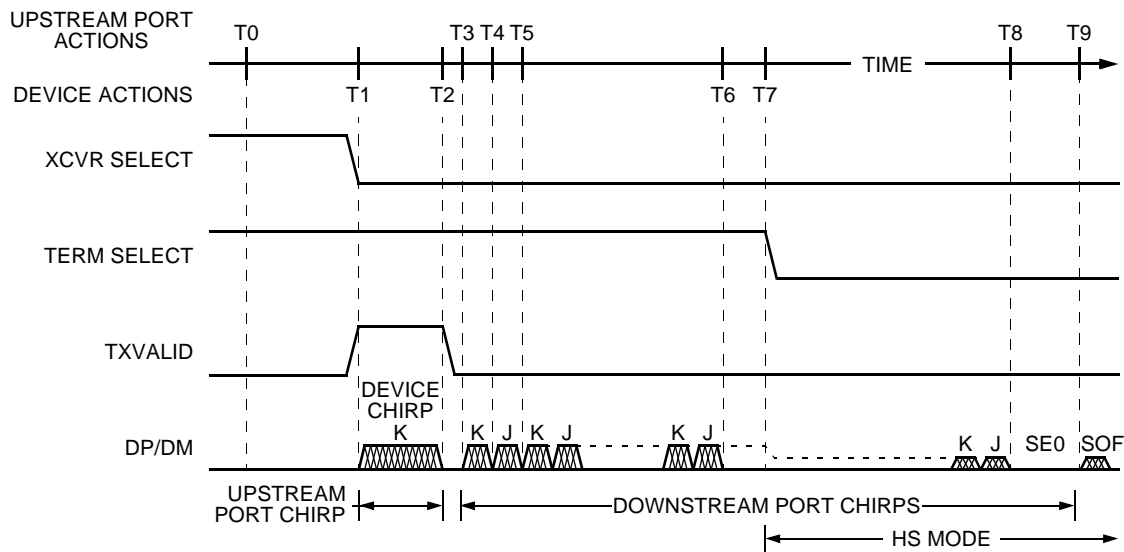 UPSTREAM PORT
ACTIONS
T0
T3 T4 T5
T8
T9
TIME
DEVICE ACTIONS
T1
T2
T6
T7
XCVR SELECT
TERM SELECT
TXVALID
DEVICE
CHIRP
DP/DM
K
K
J
K
J
K
J
K
J
SE0
SOF
UPSTREAM
PORT CHIRP
DOWNSTREAM PORT CHIRPS
HS MODE